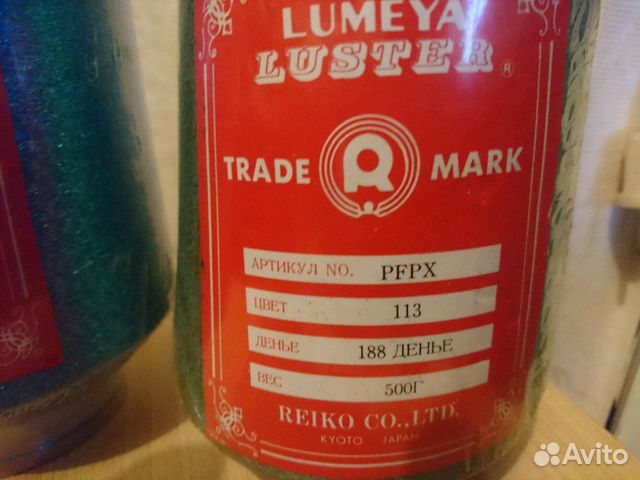 LUMEYA
LUSTER ®
TRADE R MARK
АРТИКУЛ NO. PFPX
ЦВЕТ 113
ДЕНЬЕ 188 ДЕНЬЕ
ВЕС 500Г
REIKO CO.,LTD.
KYOTO JAPAN
Avito